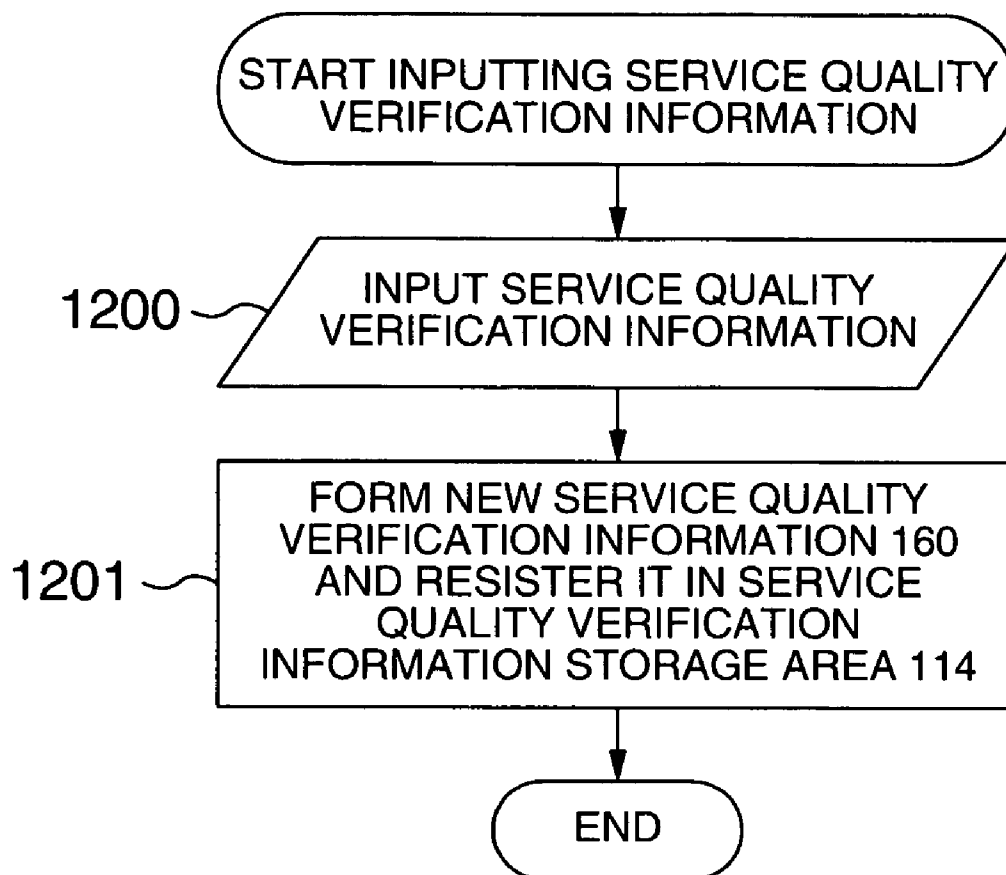 START INPUTTING SERVICE QUALITY
VERIFICATION INFORMATION
1200
INPUT SERVICE QUALITY
VERIFICATION INFORMATION
1201
FORM NEW SERVICE QUALITY
VERIFICATION INFORMATION 160
AND RESISTER IT IN SERVICE
QUALITY VERIFICATION
INFORMATION STORAGE AREA 114
END